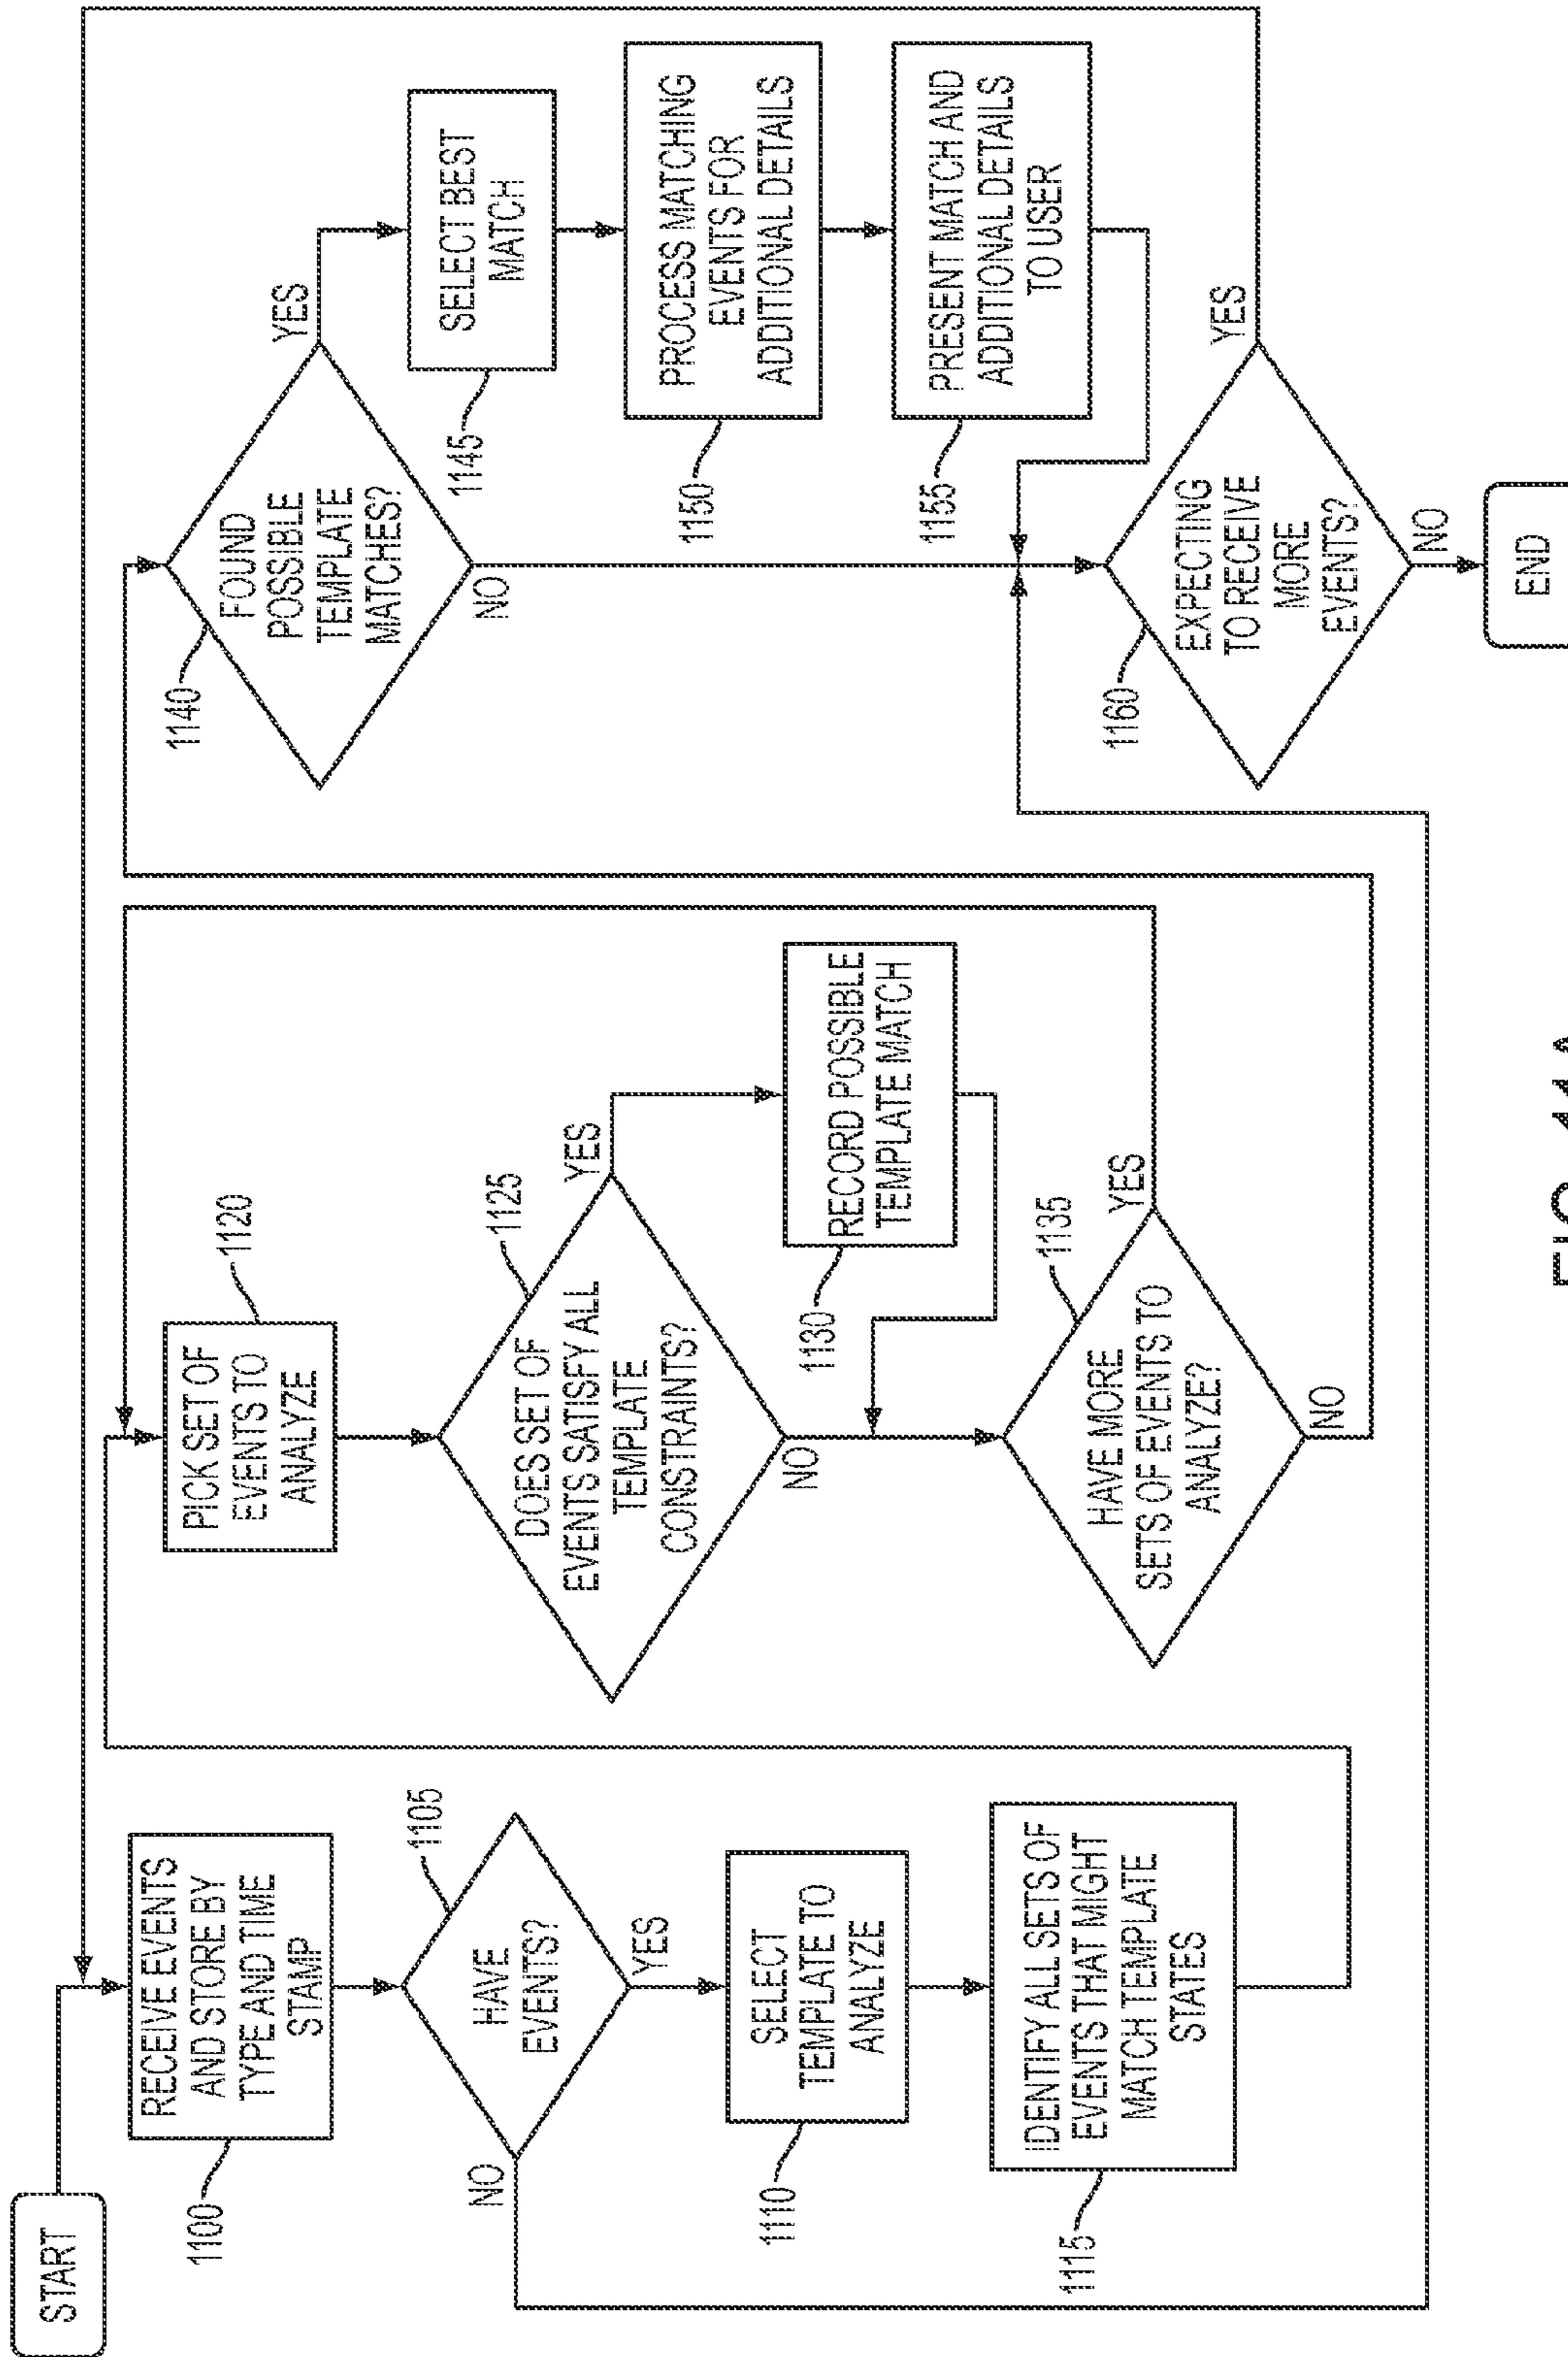 START
RECEIVE EVENTS
AND STORE BY
TYPE AND TIME
STAMP
1100
HAVE
EVENTS?
1105
NO
YES
SELECT
TEMPLATE TO
ANALYZE
1110
IDENTIFY ALL SETS OF
EVENTS THAT MIGHT
MATCH TEMPLATE
STATES
1115
PICK SET OF
EVENTS TO
ANALYZE
1120
DOES SET OF
EVENTS SATISFY ALL
TEMPLATE
CONSTRAINTS?
1125
YES
NO
RECORD POSSIBLE
TEMPLATE MATCH
1130
HAVE MORE
SETS OF EVENTS TO
ANALYZE?
1135
YES
NO
FOUND
POSSIBLE
TEMPLATE
MATCHES?
1140
YES
NO
SELECT BEST
MATCH
1145
PROCESS MATCHING
EVENTS FOR
ADDITIONAL DETAILS
1150
PRESENT MATCH AND
ADDITIONAL DETAILS
TO USER
1155
EXPECTING
TO RECEIVE
MORE
EVENTS?
1160
YES
NO
END